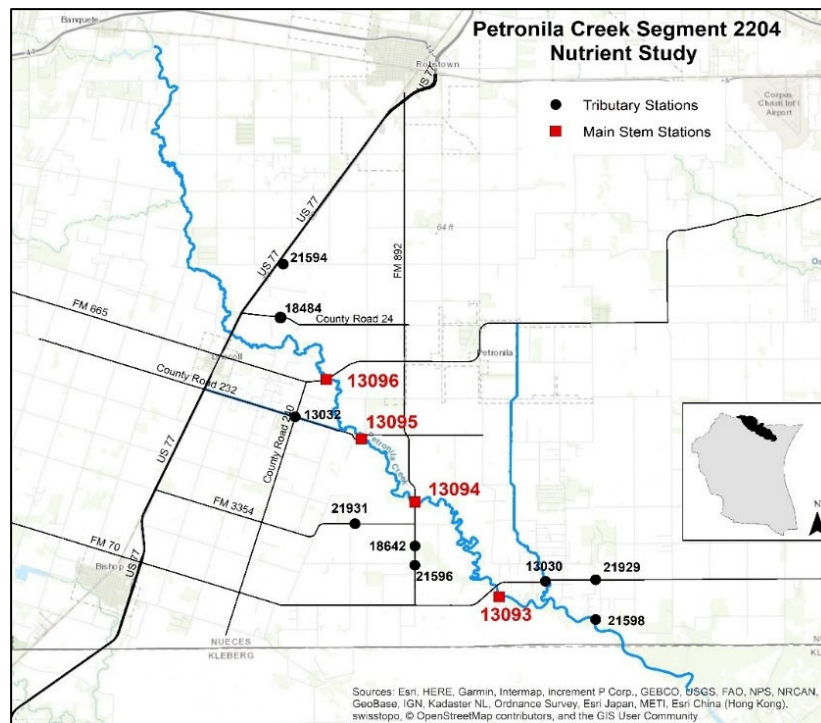 Petronila Creek Segment 2204
Nutrient Study
Tributary Stations
Main Stem Stations
Banquete
Robstown
Corpus
Christi Int'l
Airport
US 77
US 77
US 77
64 ft
FM 892
21594
18484
County Road 24
FM 665
Driscoll
Petronila
County Road 232
13096
13032
13095
Petronila Creek
US 77
13094
21931
FM 3354
18642
FM 70
21596
13030
21929
Bishop
US 77
13093
21598
N
NUECES
KLEBERG
Sources: Esri, HERE, Garmin, Intermap, increment P Corp., GEBCO, USGS, FAO, NPS, NRCAN,
GeoBase, IGN, Kadaster NL, Ordnance Survey, Esri Japan, METI, Esri China (Hong Kong),
swisstopo, © OpenStreetMap contributors, and the GIS User Community